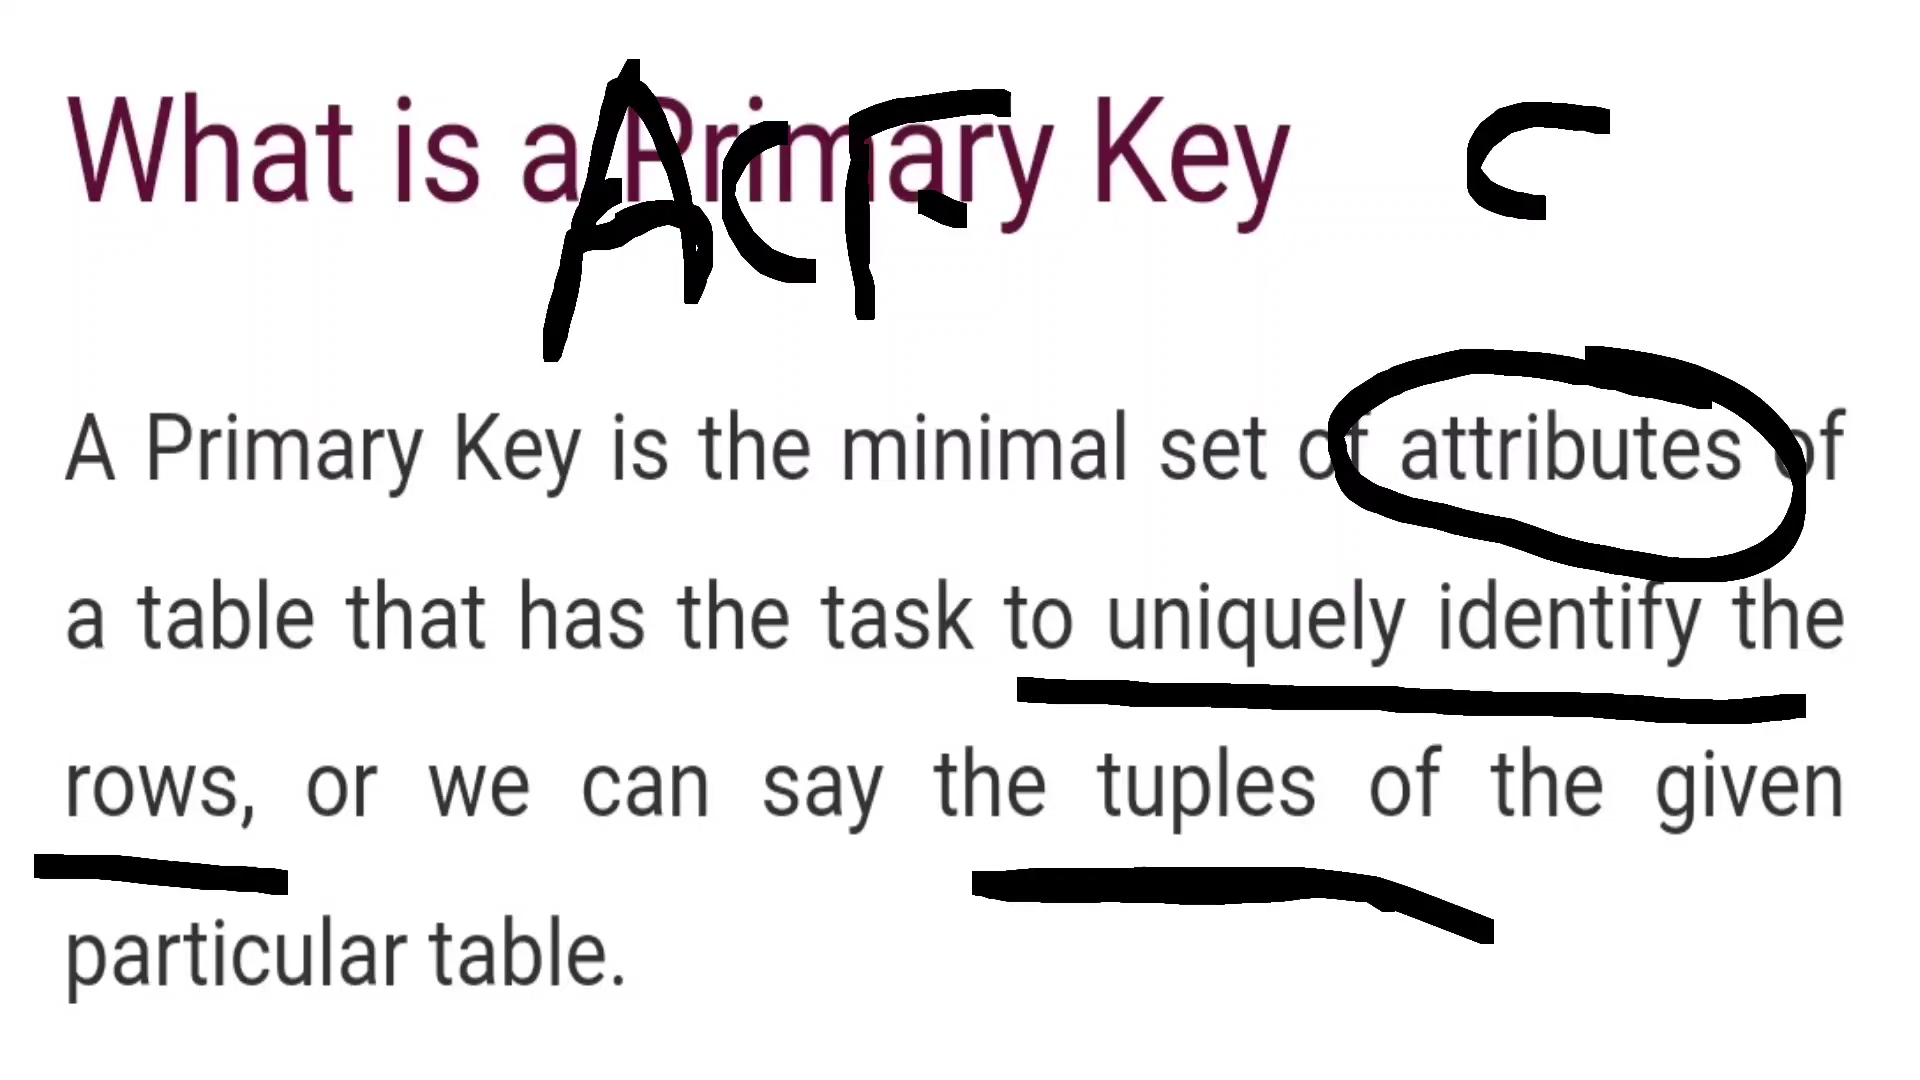 What is a Primary Key
ACF
C
A Primary Key is the minimal set of attributes of
a table that has the task to uniquely identify the
rows, or we can say the tuples of the given
particular table.